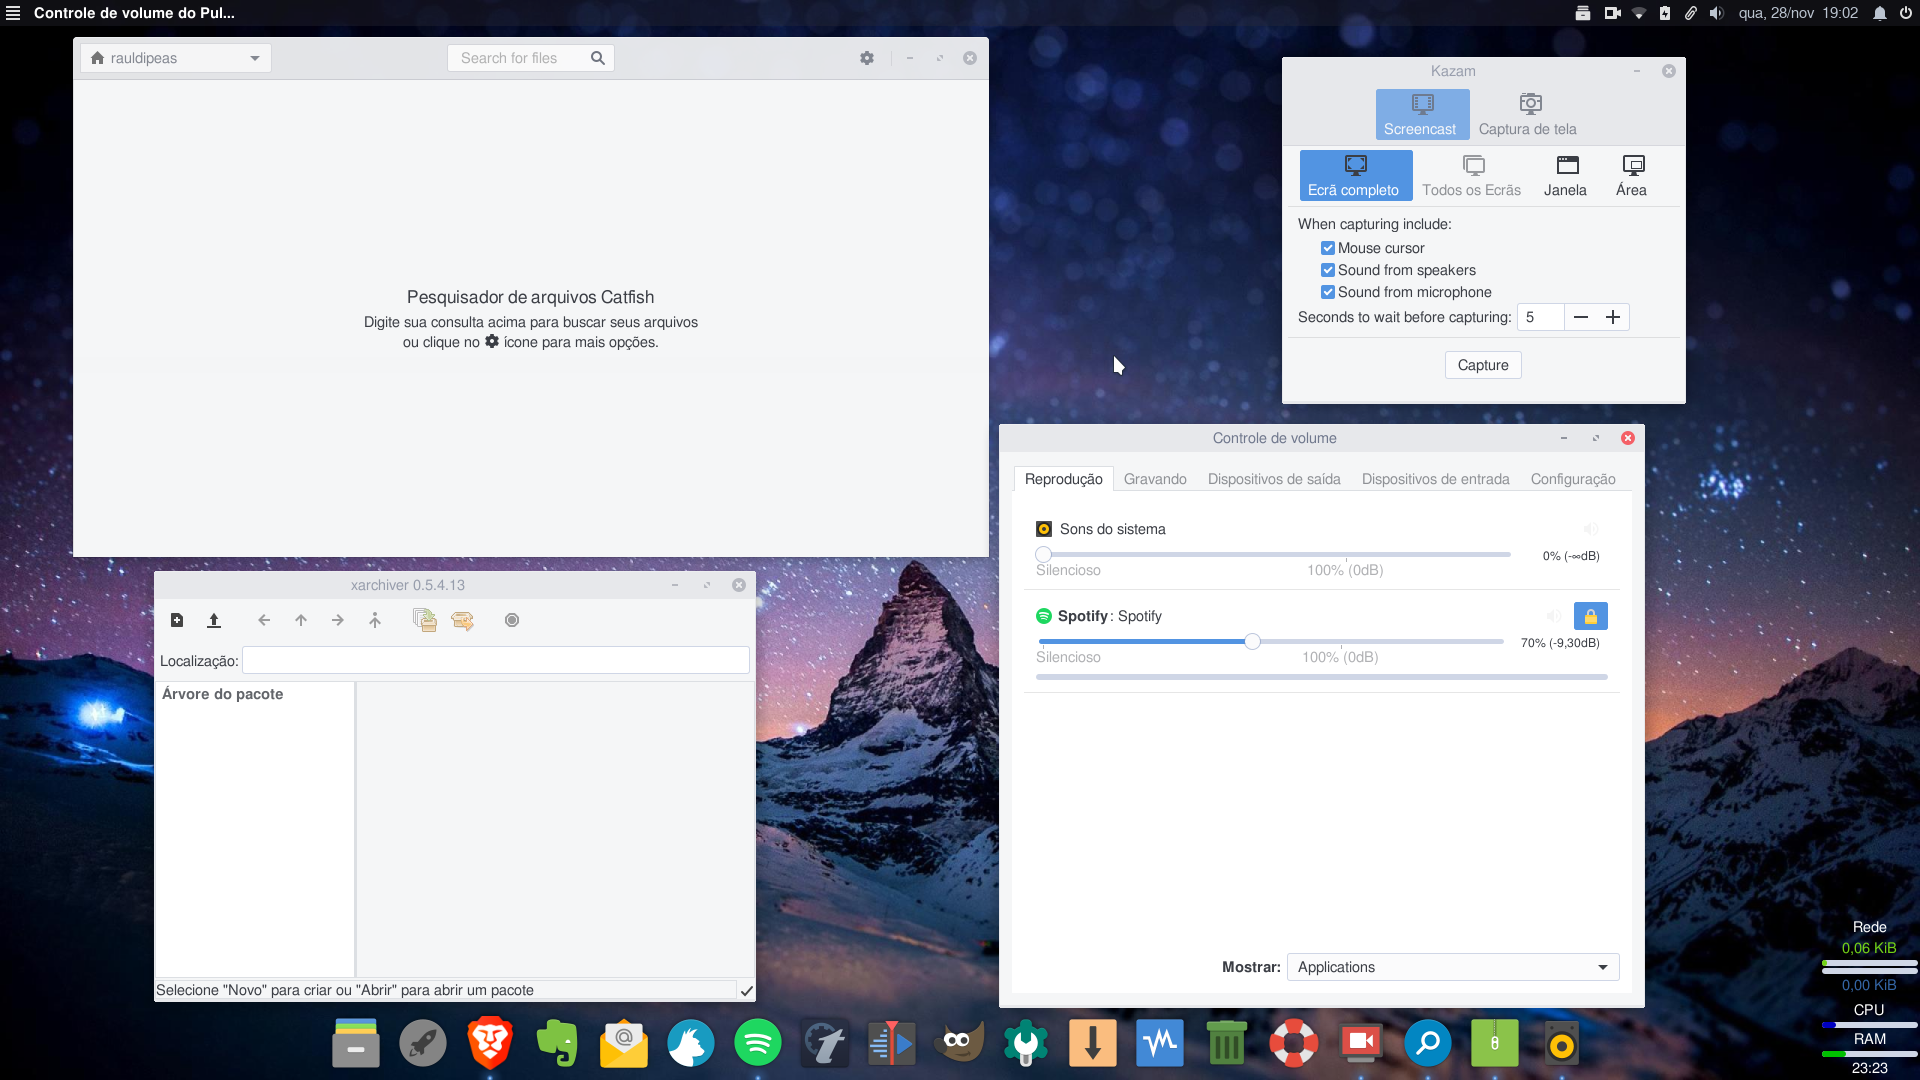 Controle de volume do Pul...
qua, 28/nov 19:02
rauldipeas
Search for files
Pesquisador de arquivos Catfish
Digite sua consulta acima para buscar seus arquivos
ou clique no ícone para mais opções.
Kazam
Screencast
Captura de tela
Ecrã completo
Todos os Ecrãs
Janela
Área
When capturing include:
Mouse cursor
Sound from speakers
Sound from microphone
Seconds to wait before capturing: 5
Capture
Controle de volume
Reprodução
Gravando
Dispositivos de saída
Dispositivos de entrada
Configuração
Sons do sistema
0% (-∞dB)
Silencioso
100% (0dB)
Spotify: Spotify
70% (-9,30dB)
Silencioso
100% (0dB)
Mostrar: Applications
xarchiver 0.5.4.13
Localização:
Árvore do pacote
Selecione "Novo" para criar ou "Abrir" para abrir um pacote
Rede
0,06 KiB
0,00 KiB
CPU
RAM
23:23